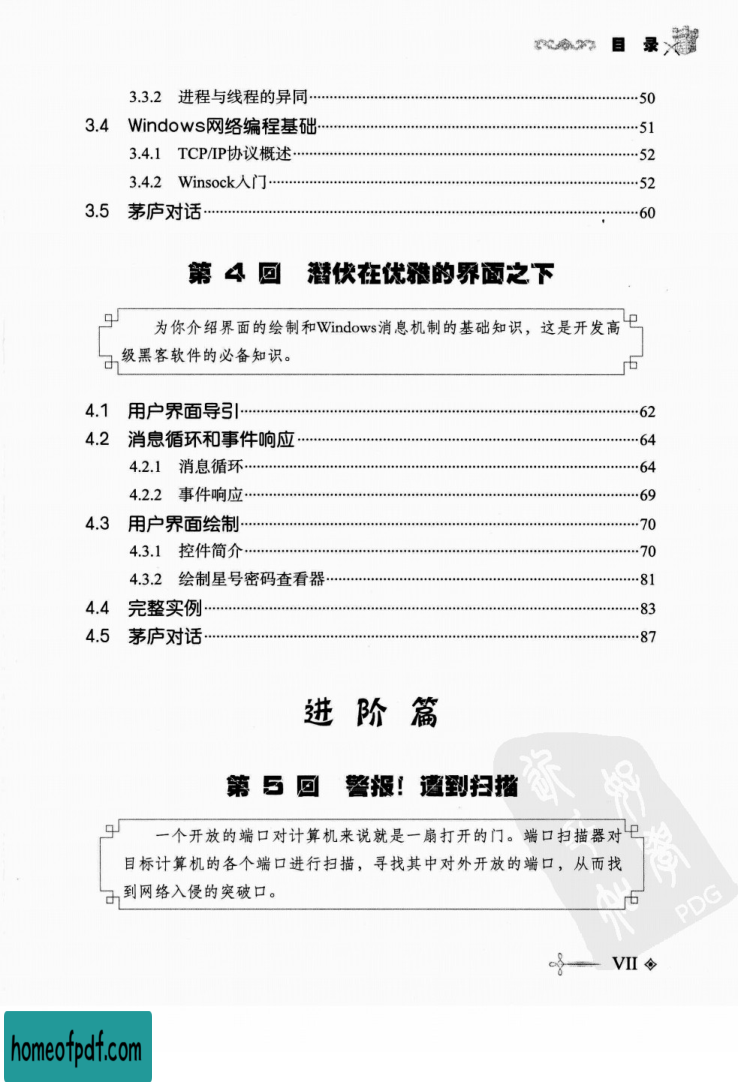 目 录
3.3.2 进程与线程的异同……50
3.4 Windows网络编程基础……51
3.4.1 TCP/IP协议概述……52
3.4.2 Winsock入门……52
3.5 茅庐对话……60
第 4 回 潜伏在优雅的界面之下
为你介绍界面的绘制和Windows消息机制的基础知识，这是开发高
级黑客软件的必备知识。
4.1 用户界面导引……62
4.2 消息循环和事件响应……64
4.2.1 消息循环……64
4.2.2 事件响应……69
4.3 用户界面绘制……70
4.3.1 控件简介……70
4.3.2 绘制星号密码查看器……81
4.4 完整实例……83
4.5 茅庐对话……87
进 阶 篇
第 5 回 警报！遭到扫描
一个开放的端口对计算机来说就是一扇打开的门。端口扫描器对
目标计算机的各个端口进行扫描，寻找其中对外开放的端口，从而找
到网络入侵的突破口。
PDG
VII
homeofpdf.com